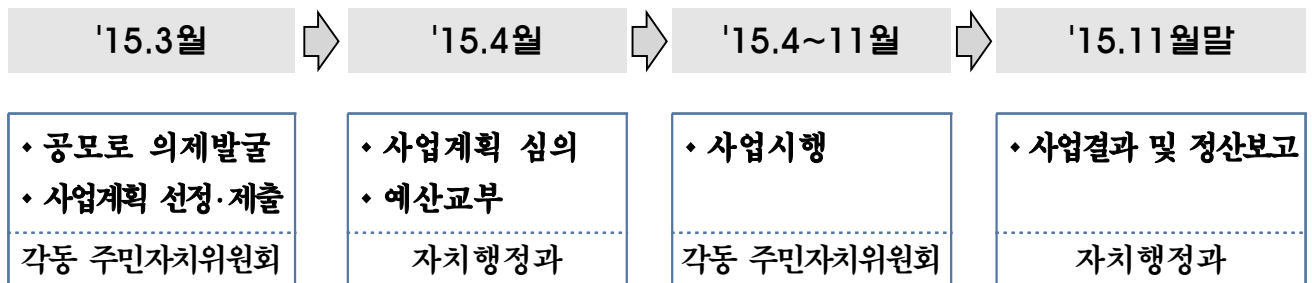 '15.3월
'15.4월
'15.4~11월
'15.11월말
• 공모로 의제발굴
• 사업계획 선정·제출
각동 주민자치위원회
• 사업계획 심의
• 예산교부
자치행정과
• 사업시행
각동 주민자치위원회
• 사업결과 및 정산보고
자치행정과